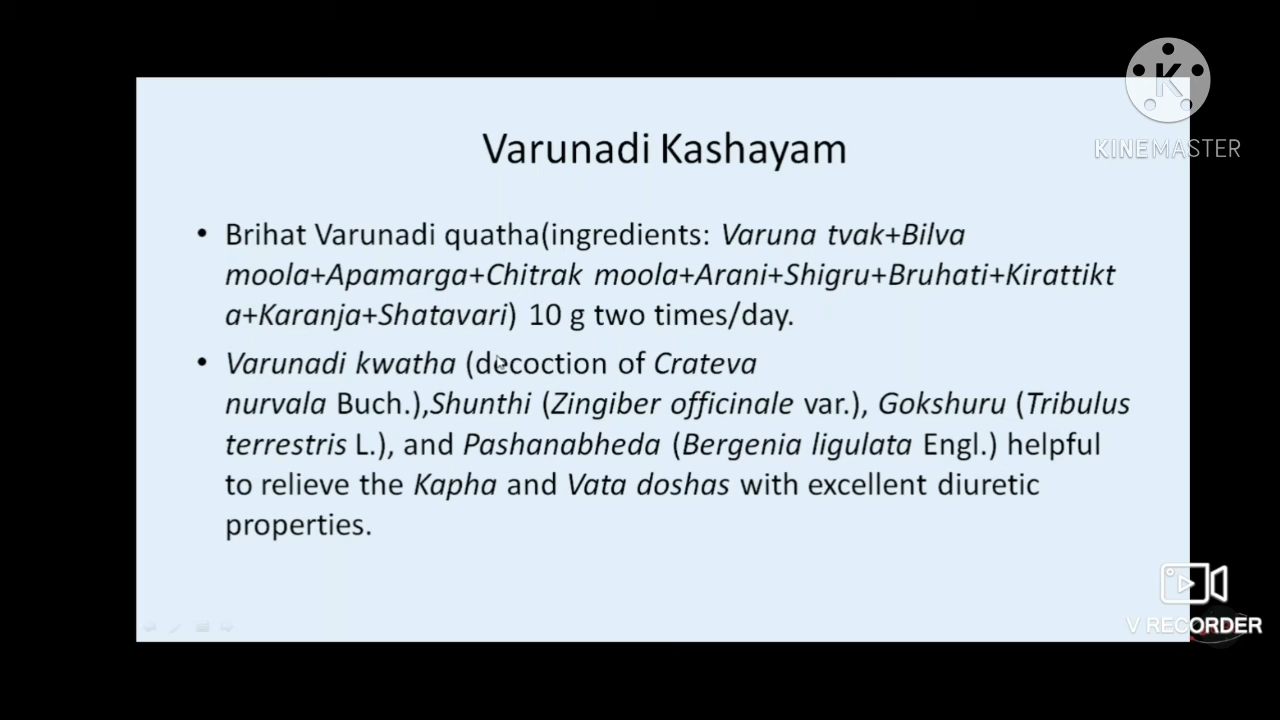 Varunadi Kashayam
• Brihat Varunadi quatha(ingredients: Varuna tvak+Bilva
moola+Apamarga+Chitrak moola+Arani+Shigru+Bruhati+Kirattikt
a+Karanja+Shatavari) 10 g two times/day.
• Varunadi kwatha (decoction of Crateva
nurvala Buch.),Shunthi (Zingiber officinale var.), Gokshuru (Tribulus
terrestris L.), and Pashanabheda (Bergenia ligulata Engl.) helpful
to relieve the Kapha and Vata doshas with excellent diuretic
properties.
K
KINEMASTER
V RECORDER